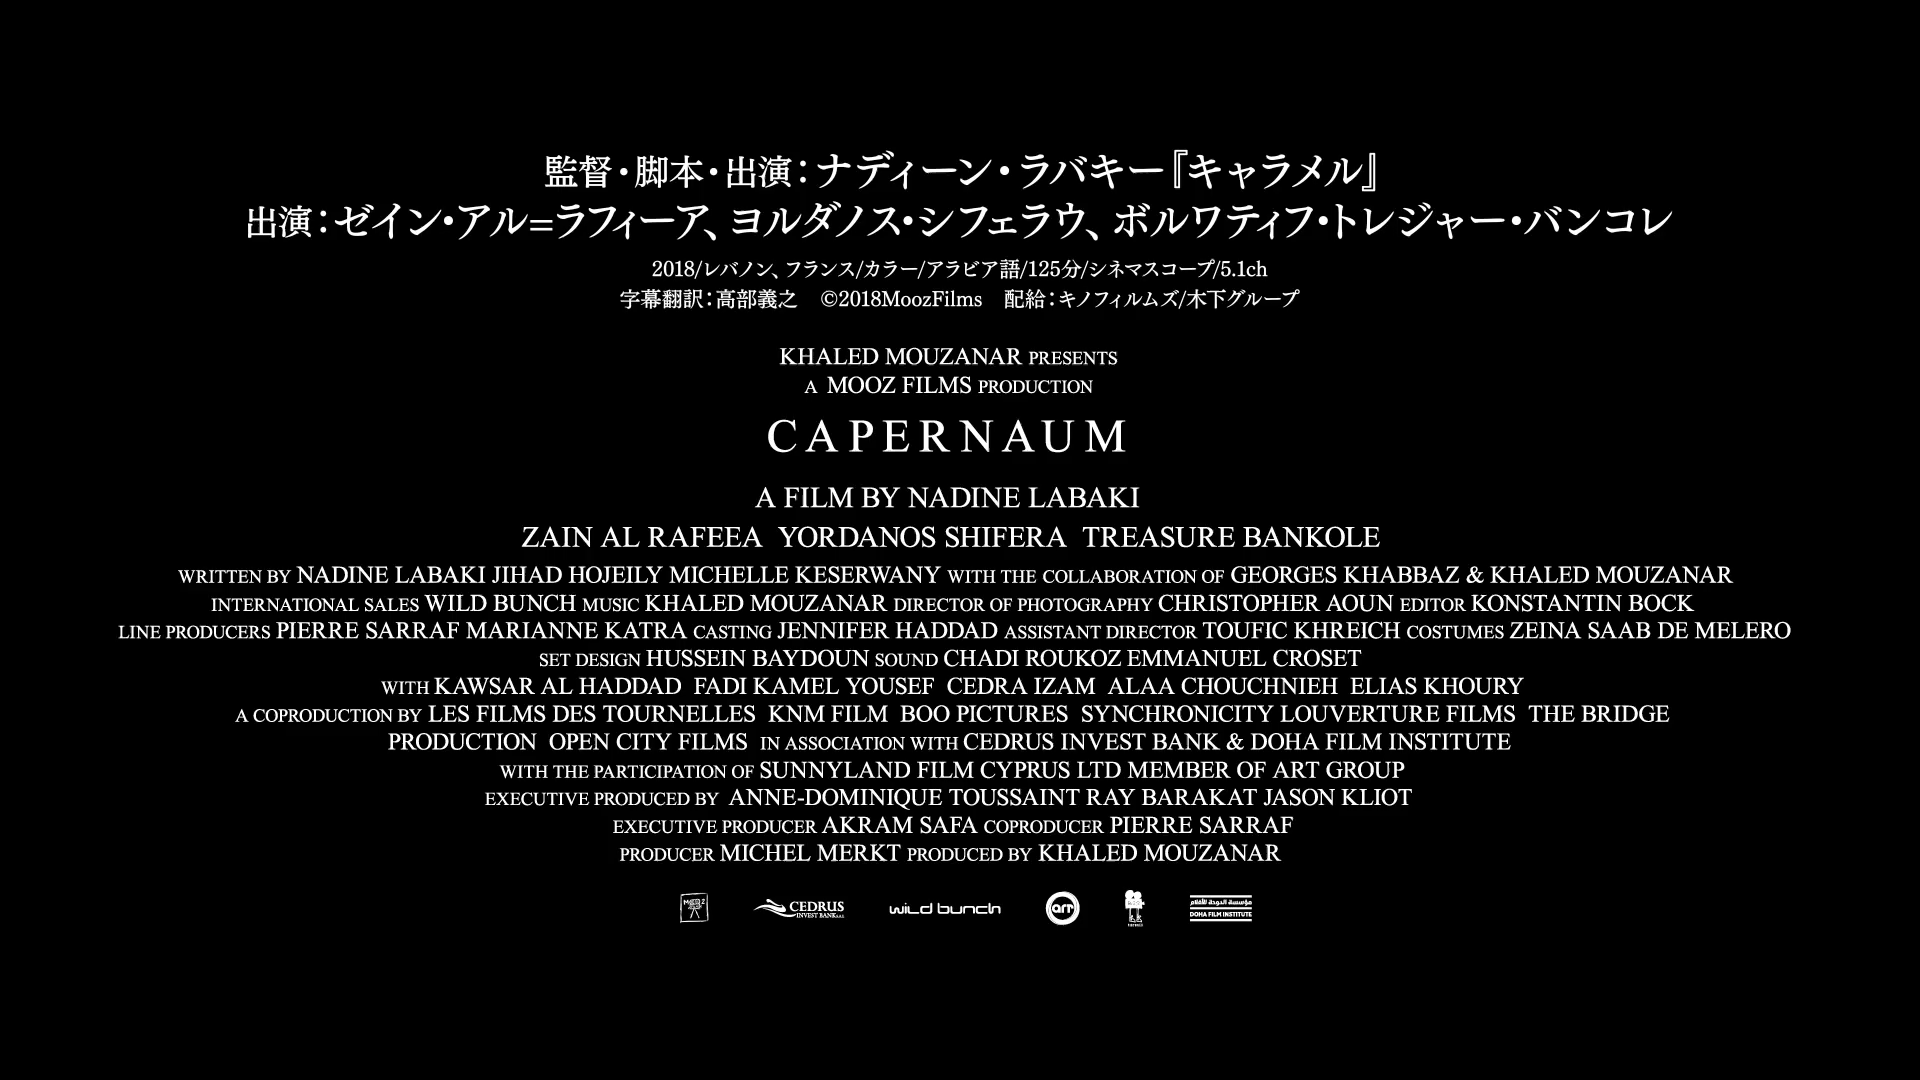 監督・脚本・出演：ナディーン・ラバキー『キャラメル』
出演：ゼイン・アル=ラフィーア、ヨルダノス・シフェラウ、ボルワティフ・トレジャー・バンコレ
2018/レバノン、フランス/カラー/アラビア語/125分/シネマスコープ/5.1ch
字幕翻訳：高部義之　©2018MoozFilms　配給：キノフィルムズ/木下グループ
KHALED MOUZANAR PRESENTS
A MOOZ FILMS PRODUCTION
CAPERNAUM
A FILM BY NADINE LABAKI
ZAIN AL RAFEEA YORDANOS SHIFERA TREASURE BANKOLE
WRITTEN BY NADINE LABAKI JIHAD HOJEILY MICHELLE KESERWANY WITH THE COLLABORATION OF GEORGES KHABBAZ & KHALED MOUZANAR
INTERNATIONAL SALES WILD BUNCH MUSIC KHALED MOUZANAR DIRECTOR OF PHOTOGRAPHY CHRISTOPHER AOUN EDITOR KONSTANTIN BOCK
LINE PRODUCERS PIERRE SARRAF MARIANNE KATRA CASTING JENNIFER HADDAD ASSISTANT DIRECTOR TOUFIC KHREICH COSTUMES ZEINA SAAB DE MELERO
SET DESIGN HUSSEIN BAYDOUN SOUND CHADI ROUKOZ EMMANUEL CROSET
WITH KAWSAR AL HADDAD FADI KAMEL YOUSEF CEDRA IZAM ALAA CHOUCHNIEH ELIAS KHOURY
A COPRODUCTION BY LES FILMS DES TOURNELLES KNM FILM BOO PICTURES SYNCHRONICITY LOUVERTURE FILMS THE BRIDGE
PRODUCTION OPEN CITY FILMS IN ASSOCIATION WITH CEDRUS INVEST BANK & DOHA FILM INSTITUTE
WITH THE PARTICIPATION OF SUNNYLAND FILM CYPRUS LTD MEMBER OF ART GROUP
EXECUTIVE PRODUCED BY ANNE-DOMINIQUE TOUSSAINT RAY BARAKAT JASON KLIOT
EXECUTIVE PRODUCER AKRAM SAFA COPRODUCER PIERRE SARRAF
PRODUCER MICHEL MERKT PRODUCED BY KHALED MOUZANAR
CEDRUS
INVEST BANK
wild bunch
art
مؤسسة الدوحة للأفلام
DOHA FILM INSTITUTE